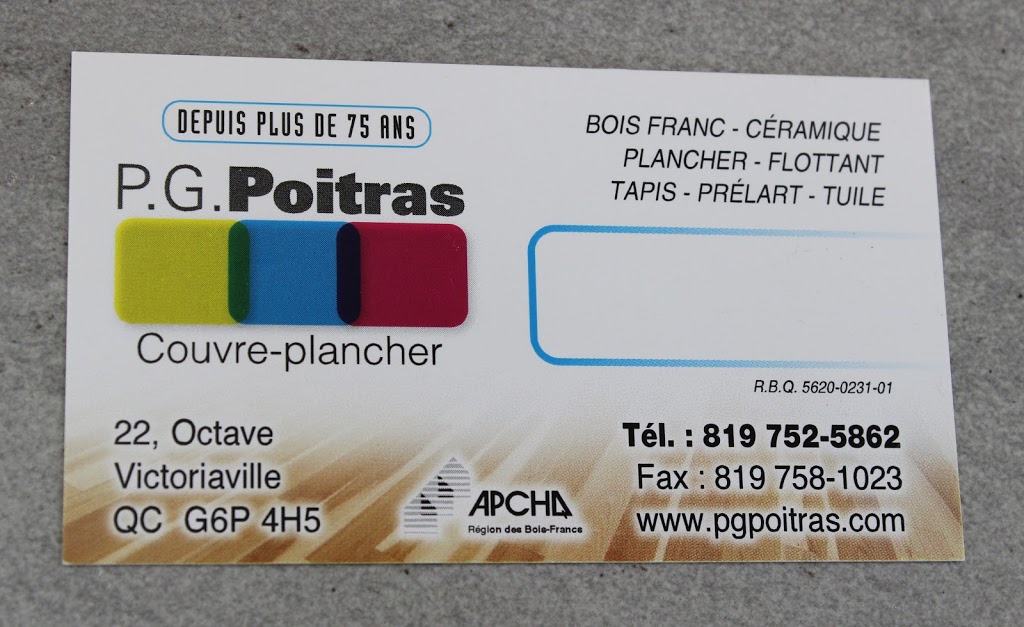 DEPUIS PLUS DE 75 ANS
P.G.Poitras
Couvre-plancher
BOIS FRANC - CÉRAMIQUE
PLANCHER - FLOTTANT
TAPIS - PRÉLART - TUILE
R.B.Q. 5620-0231-01
22, Octave
Victoriaville
QC G6P 4H5
APCHQ
Région des Bois-Francs
Tél. : 819 752-5862
Fax : 819 758-1023
www.pgpoitras.com